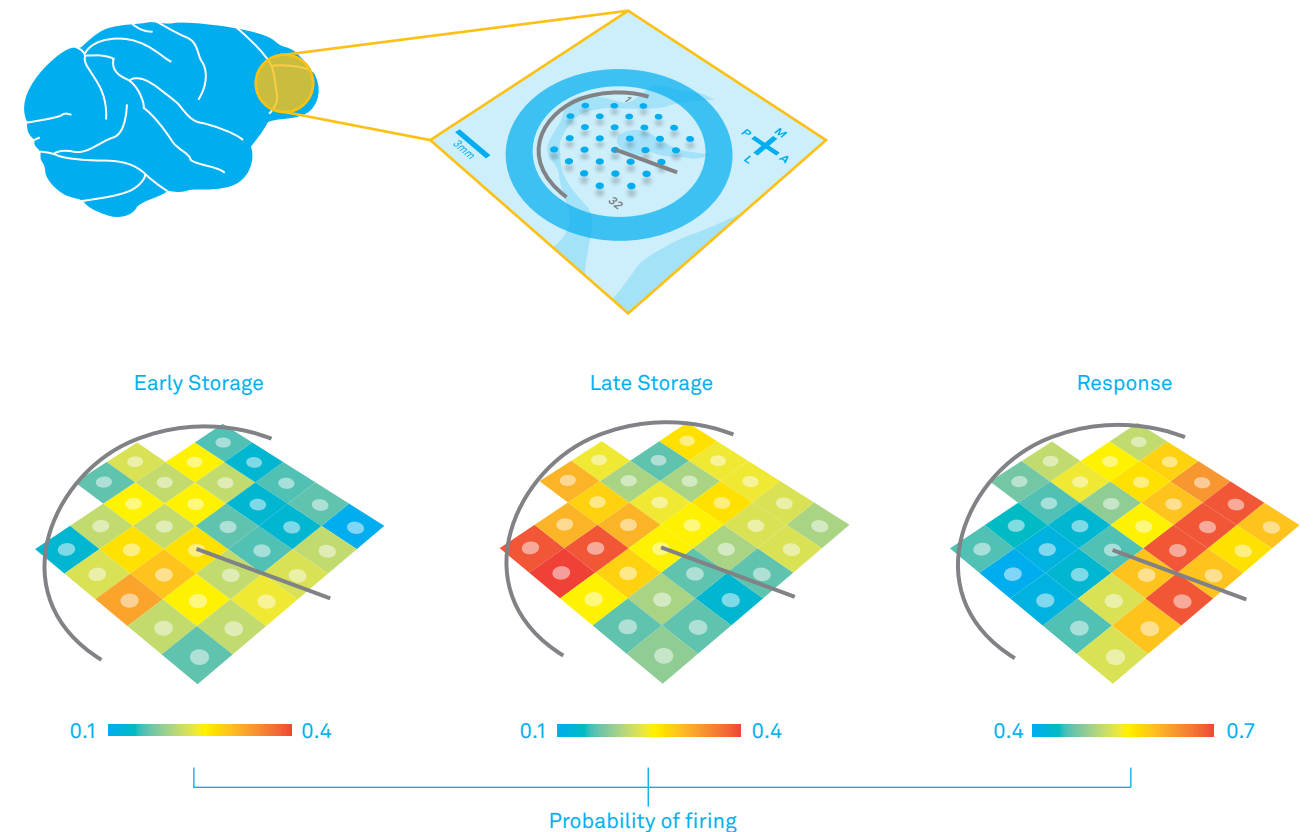 1
3mm
P
M
L
A
32
Early Storage
Late Storage
Response
0.1
0.4
0.1
0.4
0.4
0.7
Probability of firing